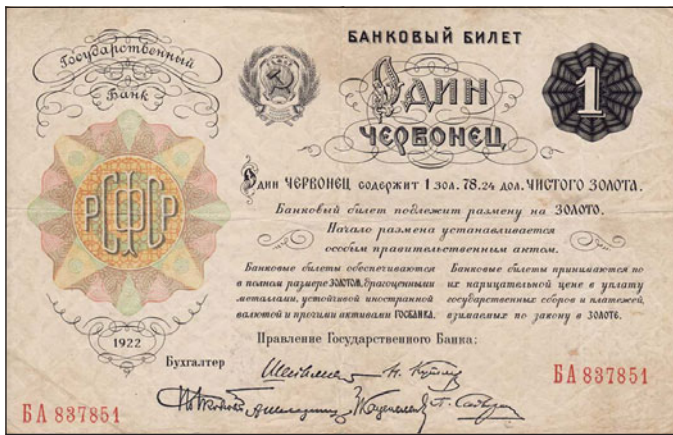 Государственный
Банк
БАНКОВЫЙ БИЛЕТ
ОДИН
ЧЕРВОНЕЦ
1
Один ЧЕРВОНЕЦ содержит 1 зол. 78.24 дол. ЧИСТОГО ЗОЛОТА.
Банковый билет подлежит размену на ЗОЛОТО.
Начало размена устанавливается
особым правительственным актом.
РСФСР
Банковые билеты обеспечиваются
в полном размере ЗОЛОТОМ, драгоценными
металлами, устойчивой иностранной
валютой и прочими активами ГОСБАНКА.
Банковые билеты принимаются по
их нарицательной цене в уплату
государственных сборов и платежей,
взимаемых по закону в ЗОЛОТЕ.
1922
Правление Государственного Банка:
Бухгалтер
БА 837851
БА 837851